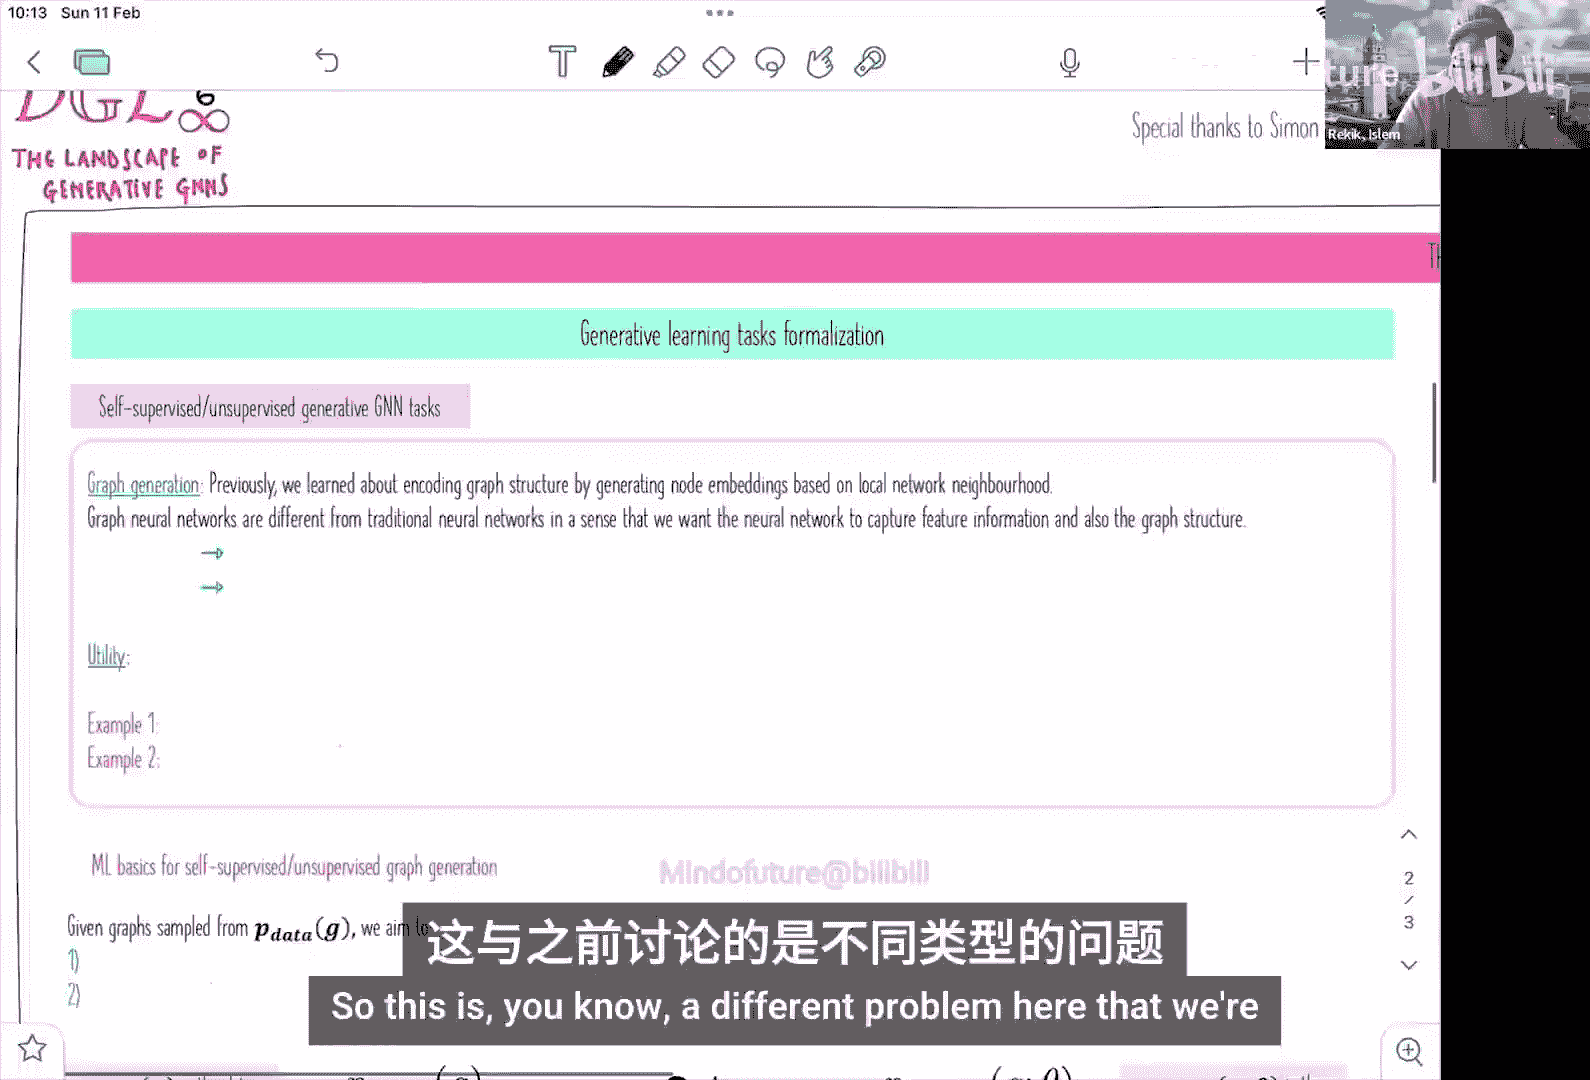 10:13 Sun 11 Feb
DGL
THE LANDSCAPE OF
GENERATIVE GNNS
Special thanks to Simon
ture bilibili
Rekik, Islem
Generative learning tasks formalization
Self-supervised/unsupervised generative GNN tasks
Graph generation: Previously, we learned about encoding graph structure by generating node embeddings based on local network neighbourhood.
Graph neural networks are different from traditional neural networks in a sense that we want the neural network to capture feature information and also the graph structure.
→
→
Utility:
Example 1:
Example 2:
ML basics for self-supervised/unsupervised graph generation
Mindofuture@bilibili
2
/
3
Given graphs sampled from p_data(g), we aim to
1)
2)
这与之前讨论的是不同类型的问题
So this is, you know, a different problem here that we're